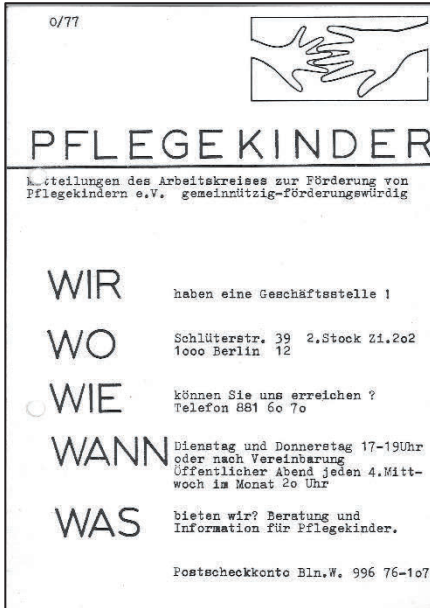 0/77
PFLEGEKINDER
Mitteilungen des Arbeitskreises zur Förderung von
Pflegekindern e.V. gemeinnützig-förderungswürdig
WIR
haben eine Geschäftsstelle !
WO
Schlüterstr. 39 2.Stock Zi.2o2
1ooo Berlin 12
WIE
können Sie uns erreichen ?
Telefon 881 6o 7o
WANN
Dienstag und Donnerstag 17-19Uhr
oder nach Vereinbarung
Öffentlicher Abend jeden 4.Mitt-
woch im Monat 2o Uhr
WAS
bieten wir? Beratung und
Information für Pflegekinder.
Postscheckkonto Bln.W. 996 76-1o7